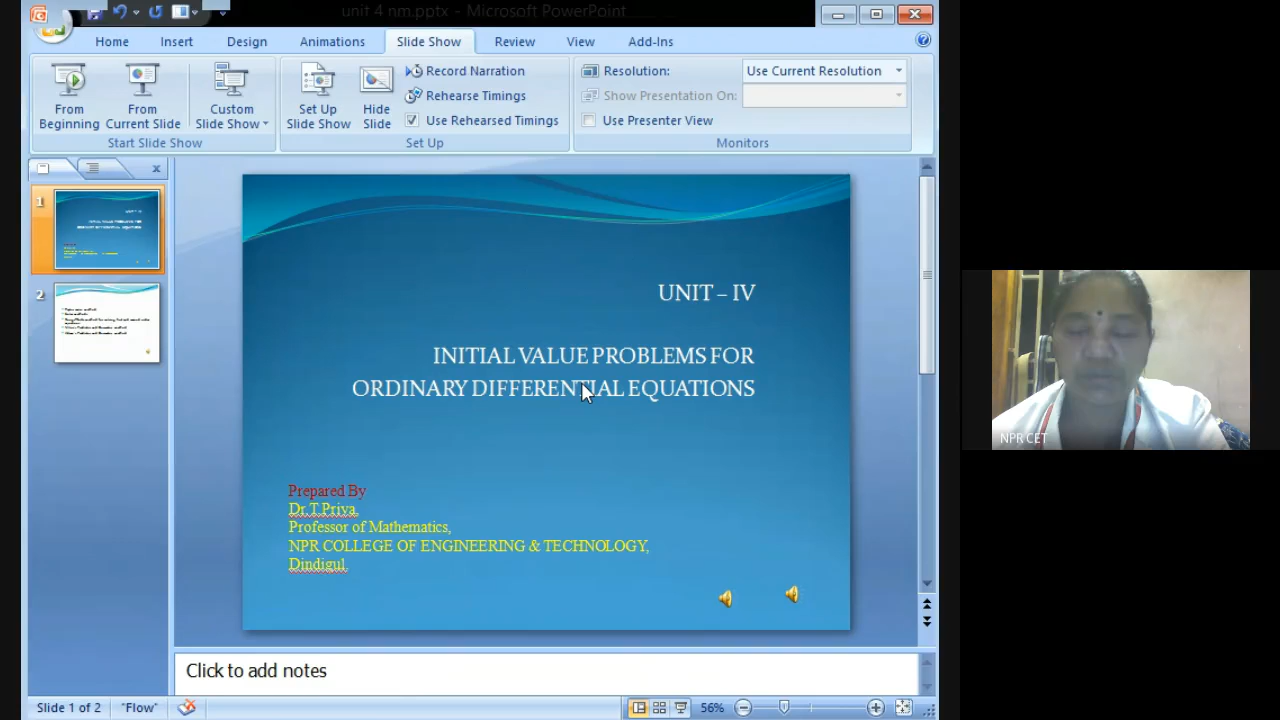 unit 4 nm.pptx - Microsoft PowerPoint
Home Insert Design Animations Slide Show Review View Add-Ins
From Beginning
From Current Slide
Custom Slide Show
Start Slide Show
Set Up Slide Show
Hide Slide
Record Narration
Rehearse Timings
Use Rehearsed Timings
Set Up
Resolution: Use Current Resolution
Show Presentation On:
Use Presenter View
Monitors
1
2
UNIT – IV
INITIAL VALUE PROBLEMS FOR
ORDINARY DIFFERENTIAL EQUATIONS
Prepared By
Dr.T.Priya,
Professor of Mathematics,
NPR COLLEGE OF ENGINEERING & TECHNOLOGY,
Dindigul.
NPR CET
Click to add notes
Slide 1 of 2 "Flow" 56%